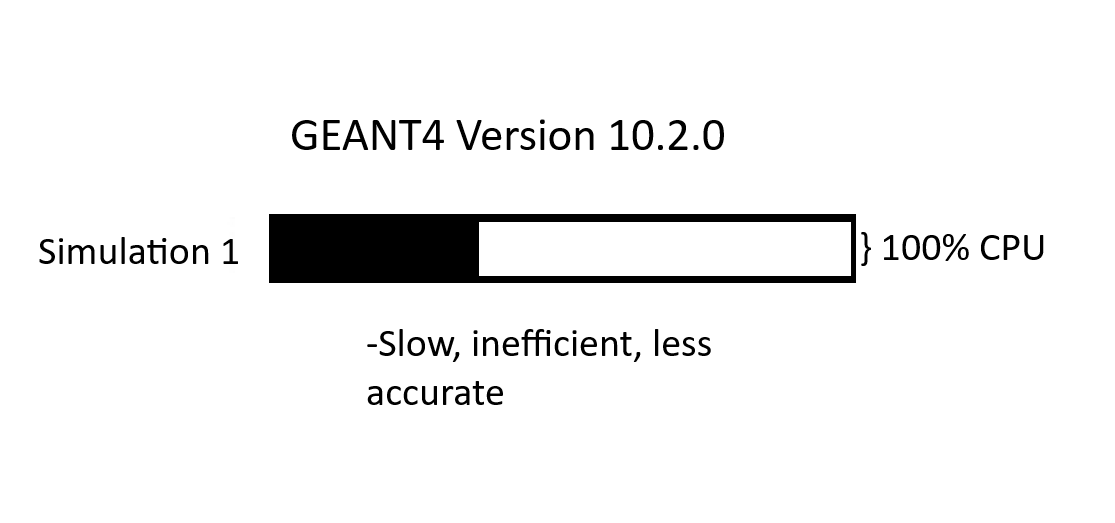 GEANT4 Version 10.2.0
Simulation 1
} 100% CPU
-Slow, inefficient, less
accurate